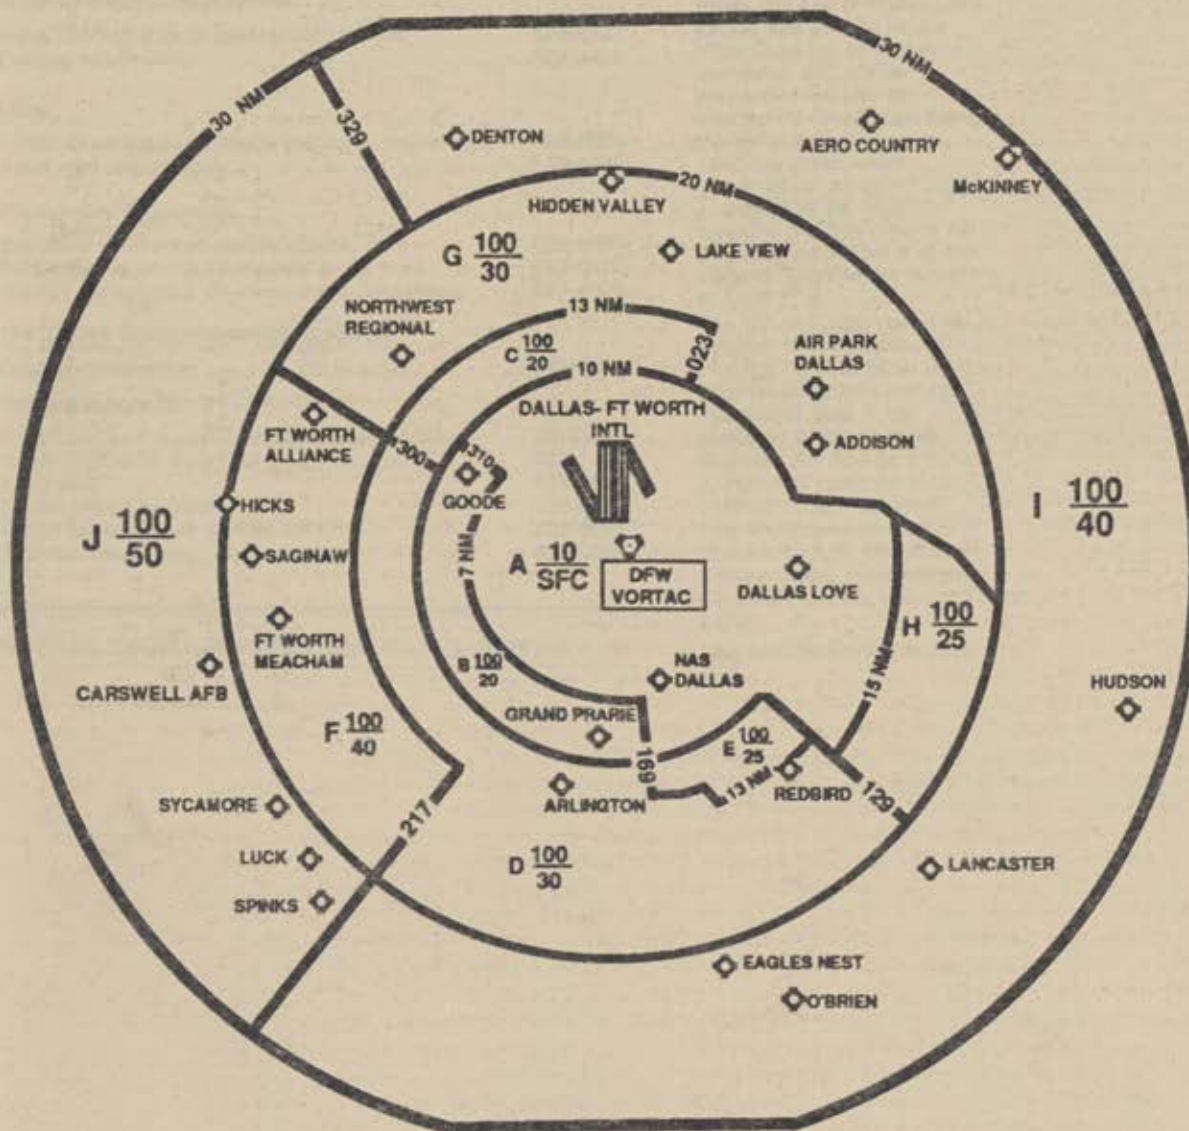 30 NM
30 NM
329
DENTON
AERO COUNTRY
McKINNEY
20 NM
HIDDEN VALLEY
G 100
30
LAKE VIEW
NORTHWEST
REGIONAL
13 NM
C 100
20
023
10 NM
AIR PARK
DALLAS
DALLAS-FT WORTH
INTL
FT WORTH
ALLIANCE
300
310
GOODE
ADDISON
HICKS
J 100
50
I 100
40
SAGINAW
7 NM
A 10
SFC
DFW
VORTAC
DALLAS LOVE
H 100
25
FT WORTH
MEACHAM
15 NM
CARSWELL AFB
B 100
20
NAS
DALLAS
HUDSON
F 100
40
GRAND PRARIE
E 100
25
169
13 NM
REDBIRD
129
SYCAMORE
ARLINGTON
217
LUCK
D 100
30
LANCASTER
SPINKS
EAGLES NEST
O'BRIEN